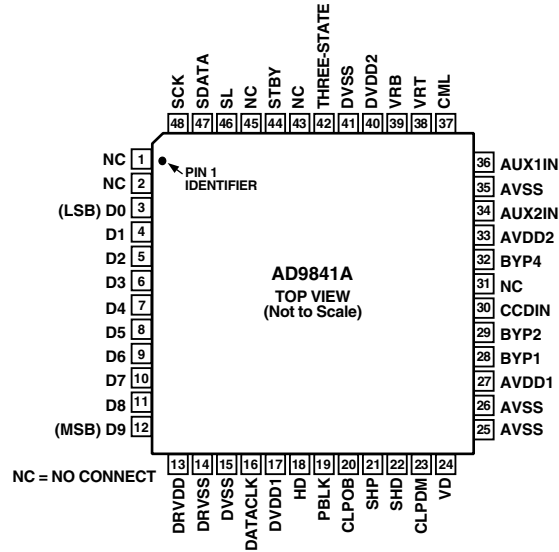 SCK
SDATA
SL
NC
STBY
NC
THREE-STATE
DVSS
DVDD2
VRB
VRT
CML
48 47 46 45 44 43 42 41 40 39 38 37
NC 1
NC 2
(LSB) D0 3
D1 4
D2 5
D3 6
D4 7
D5 8
D6 9
D7 10
D8 11
(MSB) D9 12
PIN 1
IDENTIFIER
AD9841A
TOP VIEW
(Not to Scale)
36 AUX1IN
35 AVSS
34 AUX2IN
33 AVDD2
32 BYP4
31 NC
30 CCDIN
29 BYP2
28 BYP1
27 AVDD1
26 AVSS
25 AVSS
13 14 15 16 17 18 19 20 21 22 23 24
NC = NO CONNECT
DRVDD
DRVSS
DVSS
DATACLK
DVDD1
HD
PBLK
CLPOB
SHP
SHD
CLPDM
VD